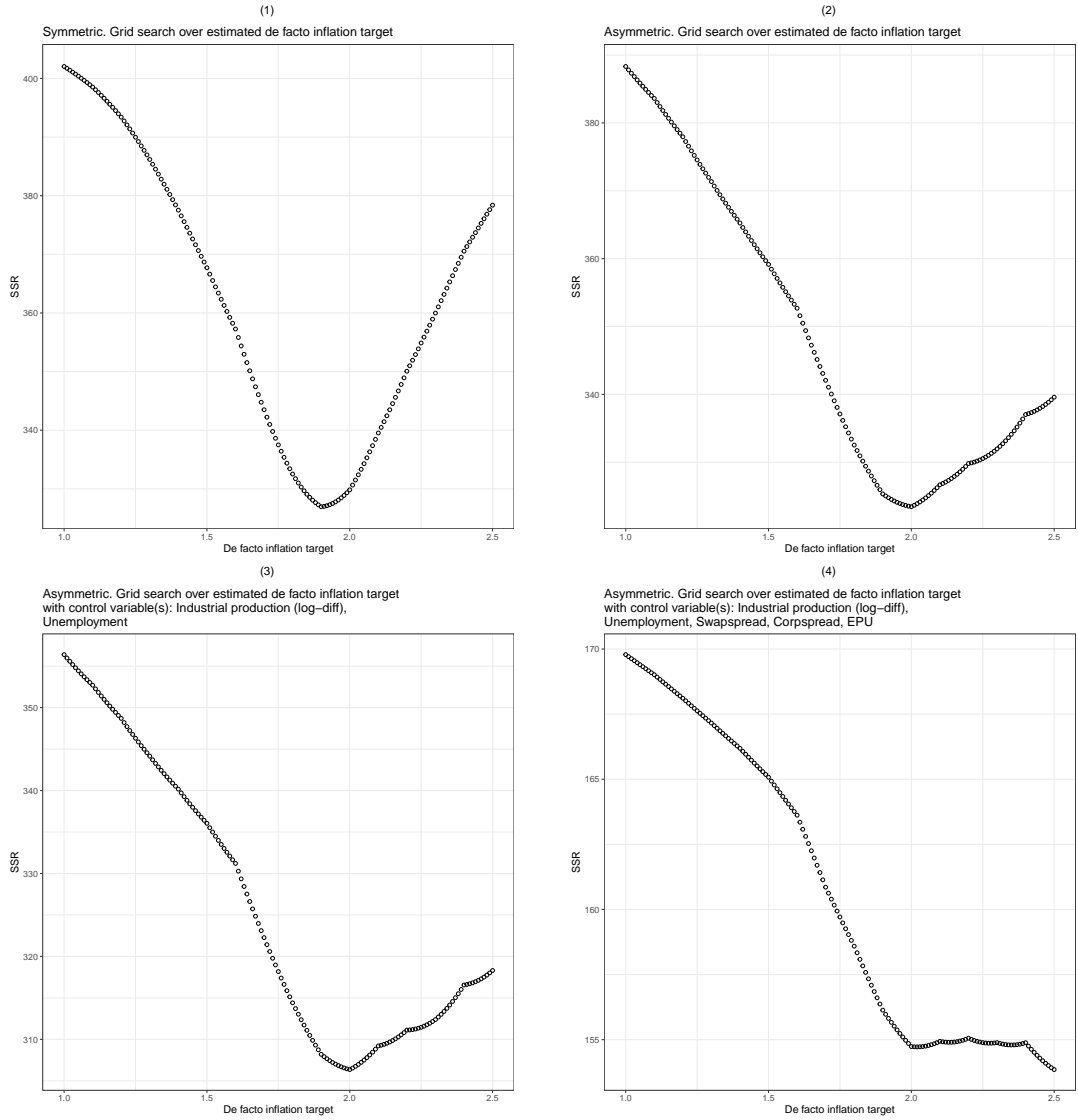 (1)
Symmetric. Grid search over estimated de facto inflation target
400
380
360
340
SSR
1.0
1.5
2.0
2.5
De facto inflation target
(2)
Asymmetric. Grid search over estimated de facto inflation target
380
360
340
SSR
1.0
1.5
2.0
2.5
De facto inflation target
(3)
Asymmetric. Grid search over estimated de facto inflation target
with control variable(s): Industrial production (log−diff),
Unemployment
350
340
330
320
310
SSR
1.0
1.5
2.0
2.5
De facto inflation target
(4)
Asymmetric. Grid search over estimated de facto inflation target
with control variable(s): Industrial production (log−diff),
Unemployment, Swapspread, Corpspread, EPU
170
165
160
155
SSR
1.0
1.5
2.0
2.5
De facto inflation target